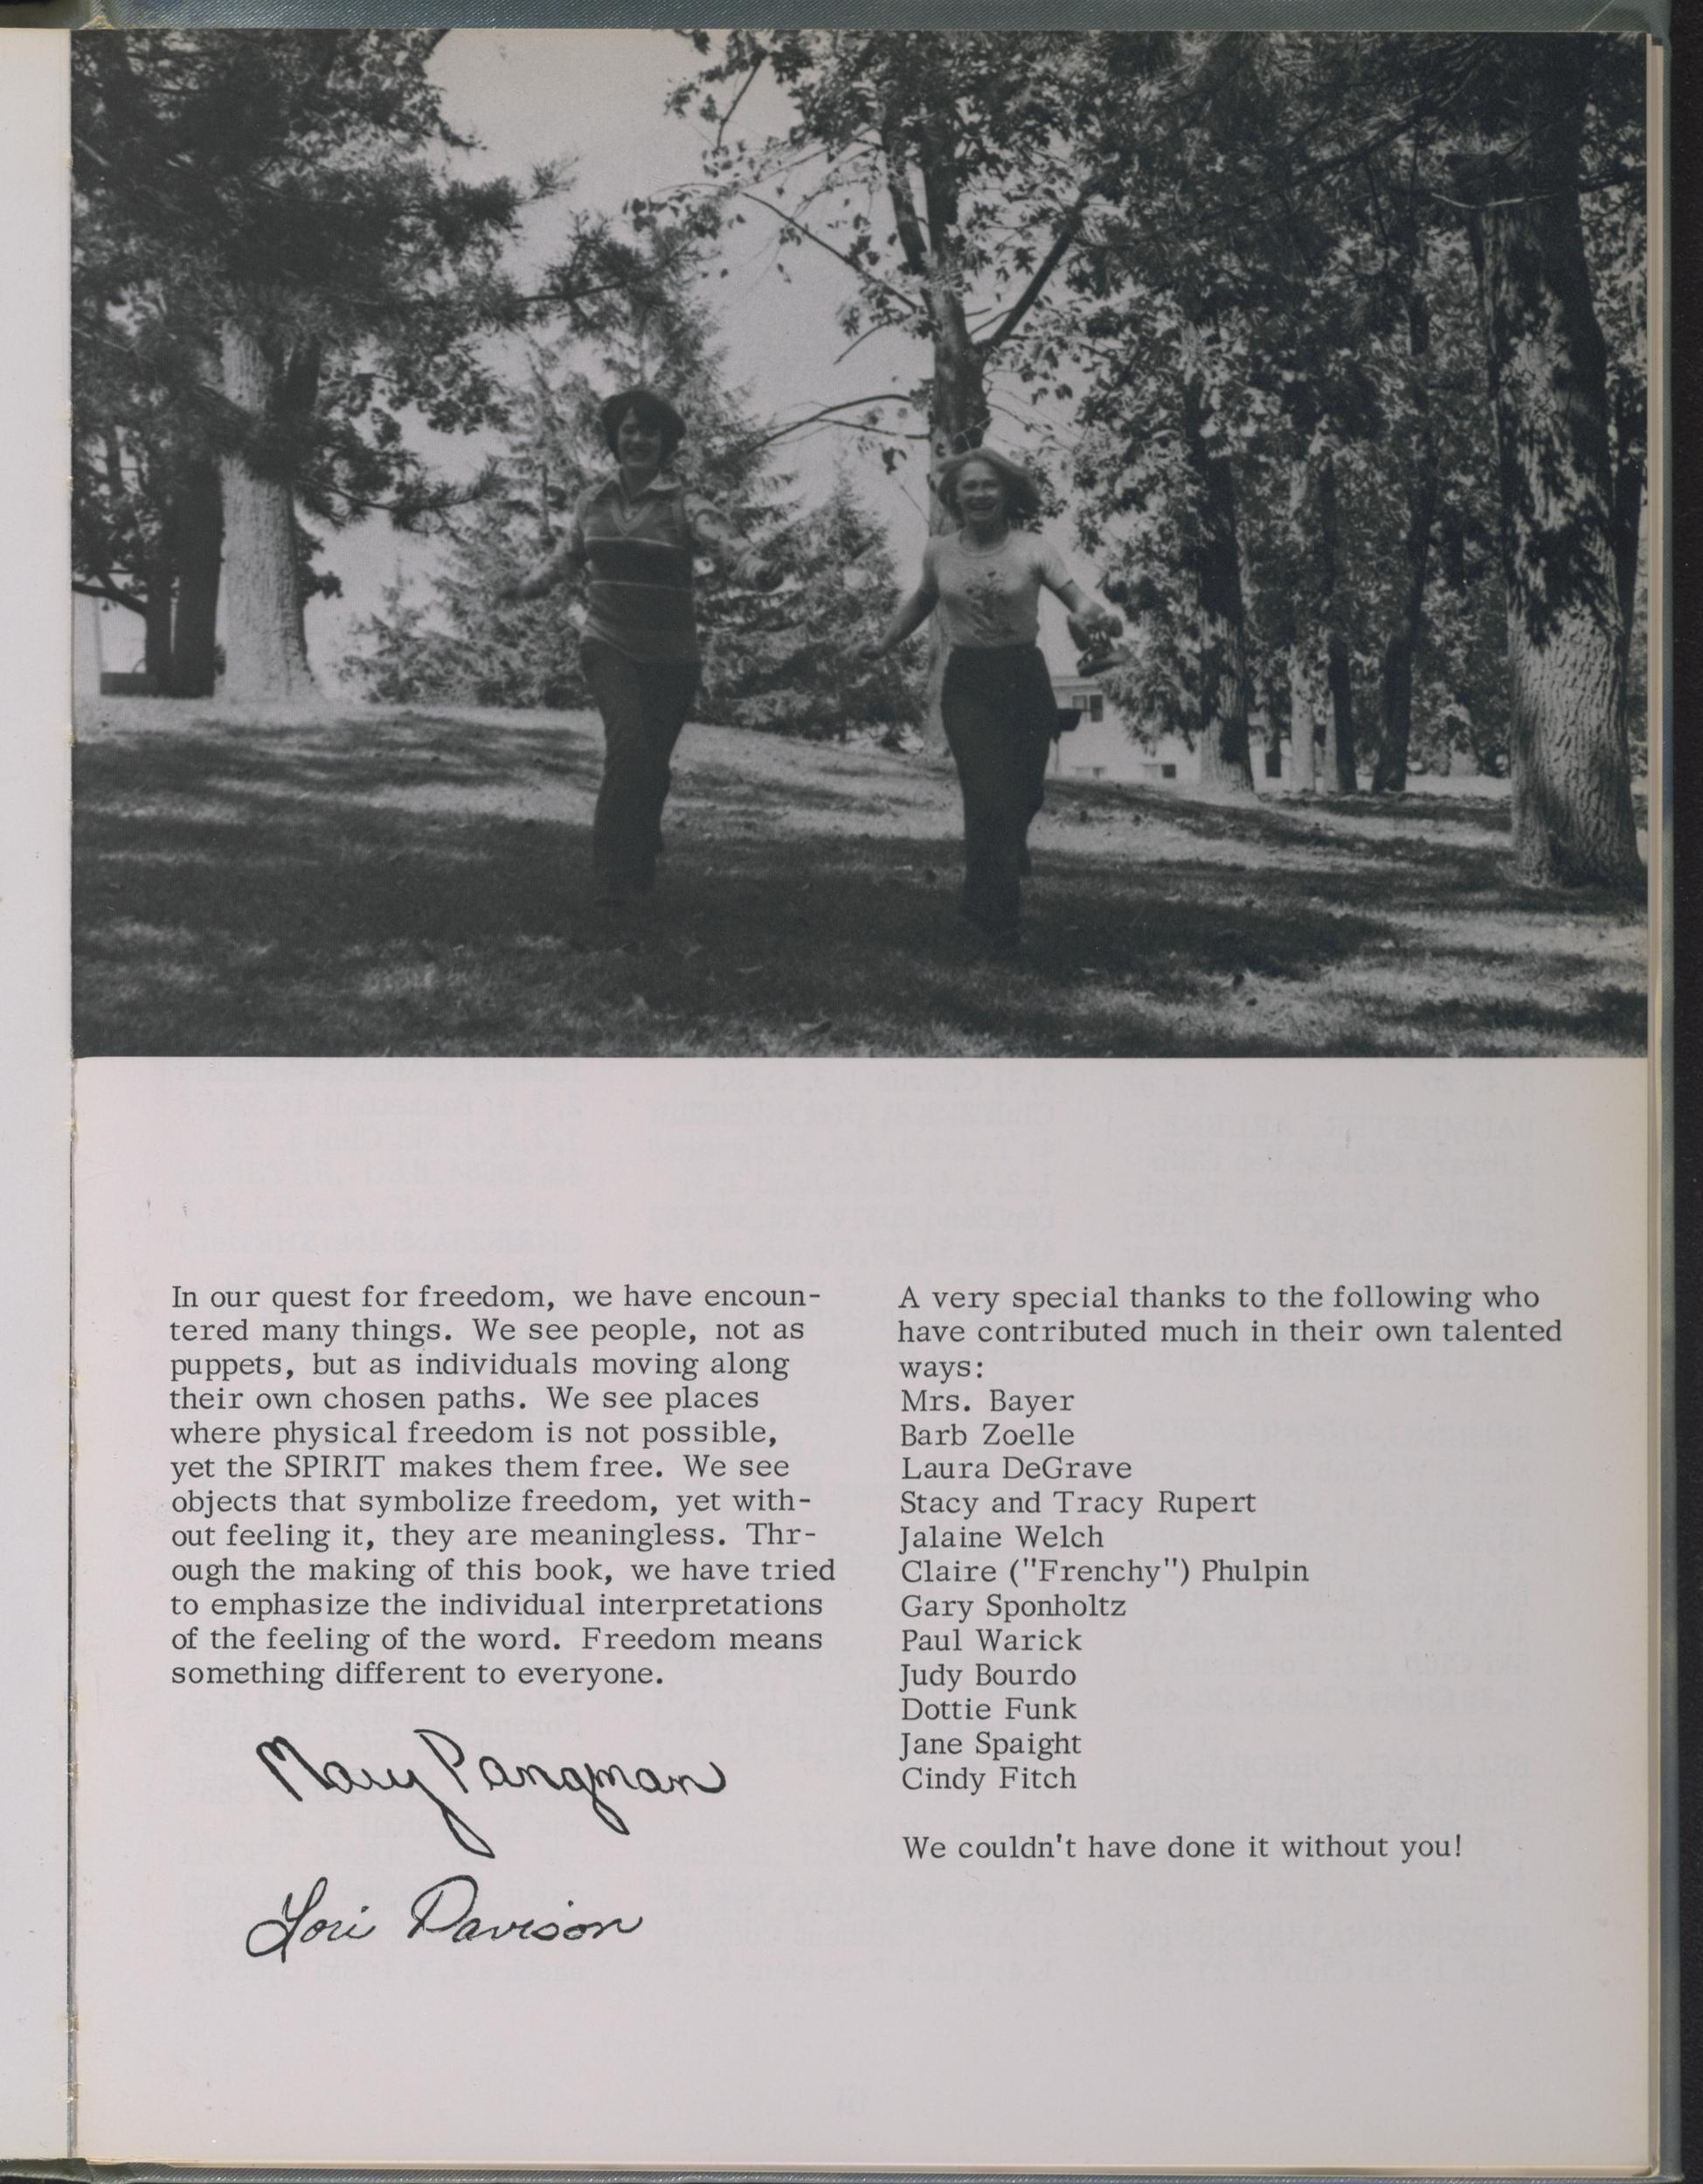 In our quest for freedom, we have encoun-
tered many things. We see people, not as
puppets, but as individuals moving along
their own chosen paths. We see places
where physical freedom is not possible,
yet the SPIRIT makes them free. We see
objects that symbolize freedom, yet with-
out feeling it, they are meaningless. Thr-
ough the making of this book, we have tried
to emphasize the individual interpretations
of the feeling of the word. Freedom means
something different to everyone.
Mary Pangman
Lori Davison
A very special thanks to the following who
have contributed much in their own talented
ways:
Mrs. Bayer
Barb Zoelle
Laura DeGrave
Stacy and Tracy Rupert
Jalaine Welch
Claire ("Frenchy") Phulpin
Gary Sponholtz
Paul Warick
Judy Bourdo
Dottie Funk
Jane Spaight
Cindy Fitch
We couldn't have done it without you!